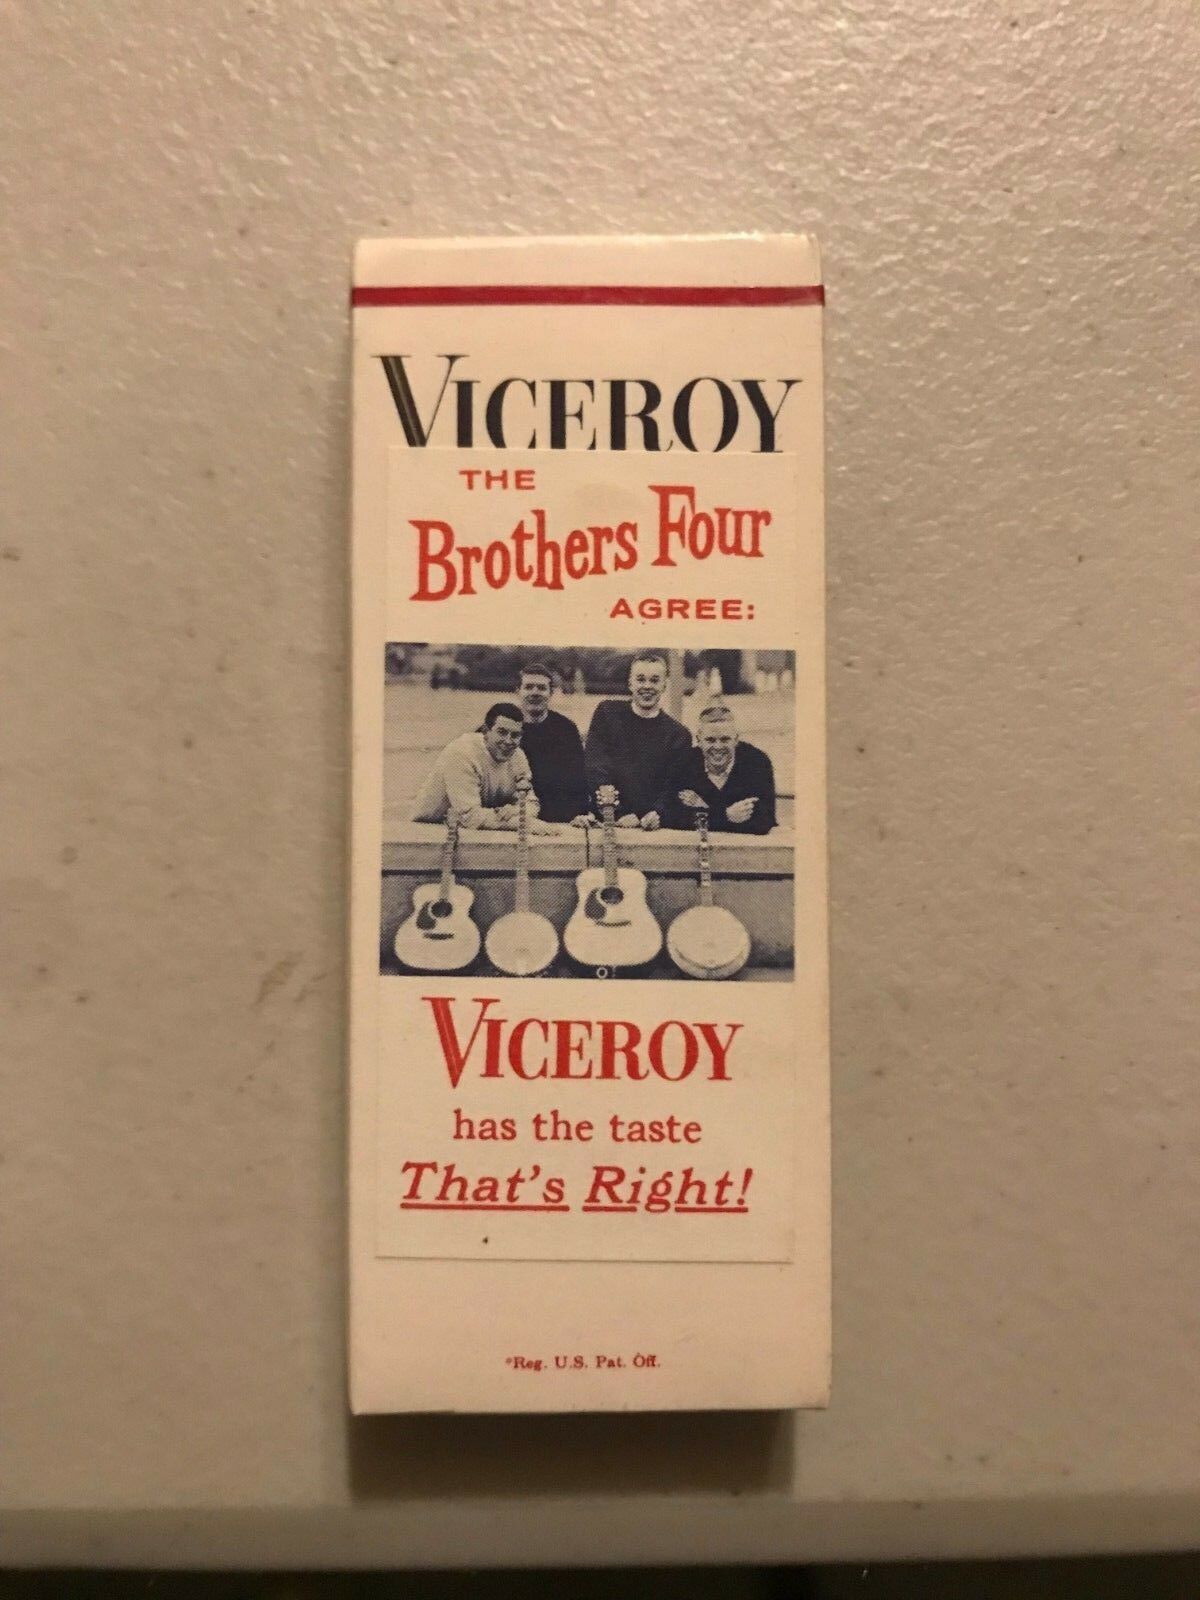 VICEROY
THE
Brothers Four
AGREE:
VICEROY
has the taste
That's Right!
®Reg. U.S. Pat. Off.